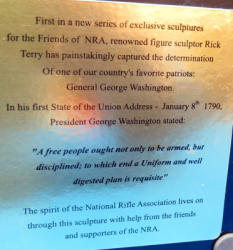 First in a new series of exclusive sculptures
for the Friends of NRA, renowned figure sculptor Rick
Terry has painstakingly captured the determination
Of one of our country's favorite patriots:
General George Washington.
In his first State of the Union Address - January 8th 1790,
President George Washington stated:
"A free people ought not only to be armed, but
disciplined; to which end a Uniform and well
digested plan is requisite"
The spirit of the National Rifle Association lives on
through this sculpture with help from the friends
and supporters of the NRA.